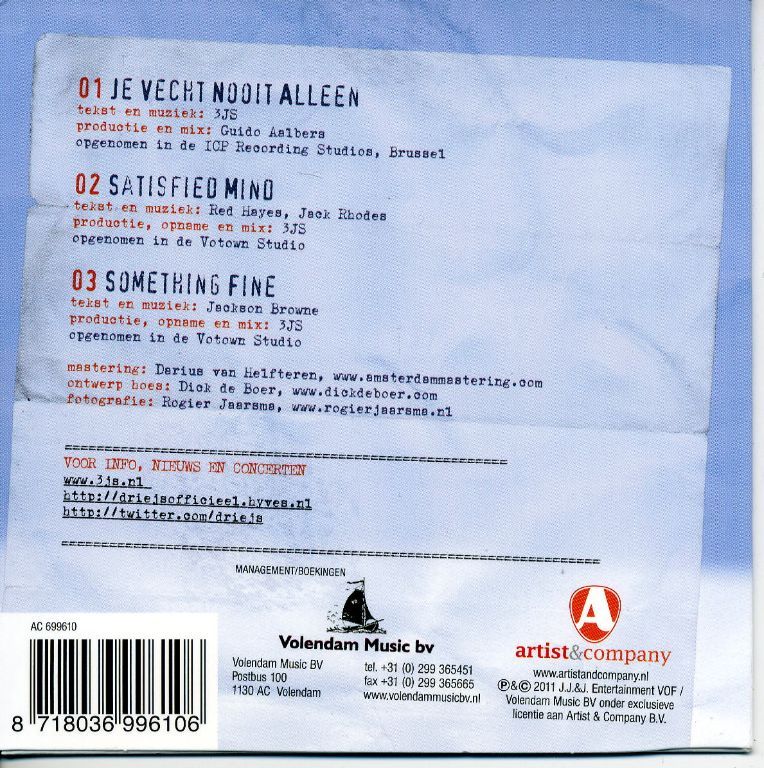 01 JE VECHT NOOIT ALLEEN
tekst en muziek: 3JS
productie en mix: Guido Aalbers
opgenomen in de ICP Recording Studios, Brussel
02 SATISFIED MIND
tekst en muziek: Red Hayes, Jack Rhodes
productie, opname en mix: 3JS
opgenomen in de Votown Studio
03 SOMETHING FINE
tekst en muziek: Jackson Browne
productie, opname en mix: 3JS
opgenomen in de Votown Studio
mastering: Darius van Helfteren, www.amsterdammastering.com
ontwerp hoes: Dick de Boer, www.dickdeboer.com
fotografie: Rogier Jaarsma, www.rogierjaarsma.nl
VOOR INFO, NIEUWS EN CONCERTEN
www.3js.nl
http://driejsofficieel.hyves.nl
http://twitter.com/driejs
MANAGEMENT/BOEKINGEN
Volendam Music bv
Volendam Music BV
Postbus 100
1130 AC Volendam
tel. +31 (0) 299 365451
fax +31 (0) 299 365665
www.volendammusicbv.nl
A
artist&company
www.artistandcompany.nl
℗&© 2011 J.J.&J. Entertainment VOF /
Volendam Music BV onder exclusieve
licentie aan Artist & Company B.V.
AC 699610
8 718036 996106